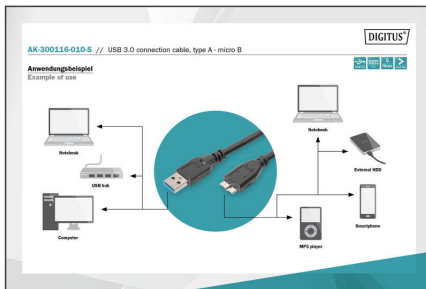 DIGITUS®
AK-300116-010-S // USB 3.0 connection cable, type A - micro B
Anwendungsbeispiel
Example of use
Notebook
USB hub
Computer
Notebook
External HDD
Smartphone
MP3 player